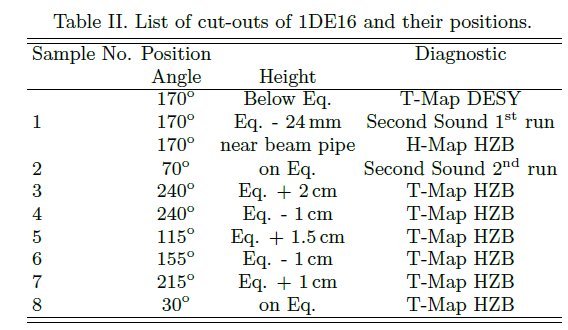 Table II. List of cut-outs of 1DE16 and their positions.
Sample No. Position Diagnostic
Angle Height
170° Below Eq. T-Map DESY
1 170° Eq. - 24 mm Second Sound 1st run
170° near beam pipe H-Map HZB
2 70° on Eq. Second Sound 2nd run
3 240° Eq. + 2 cm T-Map HZB
4 240° Eq. - 1 cm T-Map HZB
5 115° Eq. + 1.5 cm T-Map HZB
6 155° Eq. - 1 cm T-Map HZB
7 215° Eq. + 1 cm T-Map HZB
8 30° on Eq. T-Map HZB